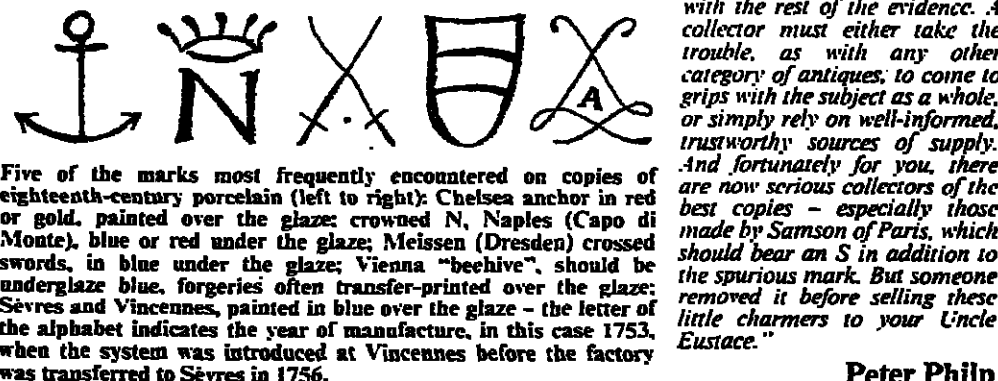 N
A
Five of the marks most frequently encountered on copies of
eighteenth-century porcelain (left to right): Chelsea anchor in red
or gold, painted over the glaze; crowned N, Naples (Capo di
Monte), blue or red under the glaze; Meissen (Dresden) crossed
swords, in blue under the glaze; Vienna "beehive", should be
underglaze blue, forgeries often transfer-printed over the glaze;
Sèvres and Vincennes, painted in blue over the glaze – the letter of
the alphabet indicates the year of manufacture, in this case 1753,
when the system was introduced at Vincennes before the factory
was transferred to Sèvres in 1756.
with the rest of the evidence. A
collector must either take the
trouble, as with any other
category of antiques, to come to
grips with the subject as a whole,
or simply rely on well-informed,
trustworthy sources of supply.
And fortunately for you, there
are now serious collectors of the
best copies – especially those
made by Samson of Paris, which
should bear an S in addition to
the spurious mark. But someone
removed it before selling these
little charmers to your Uncle
Eustace."
Peter Philp